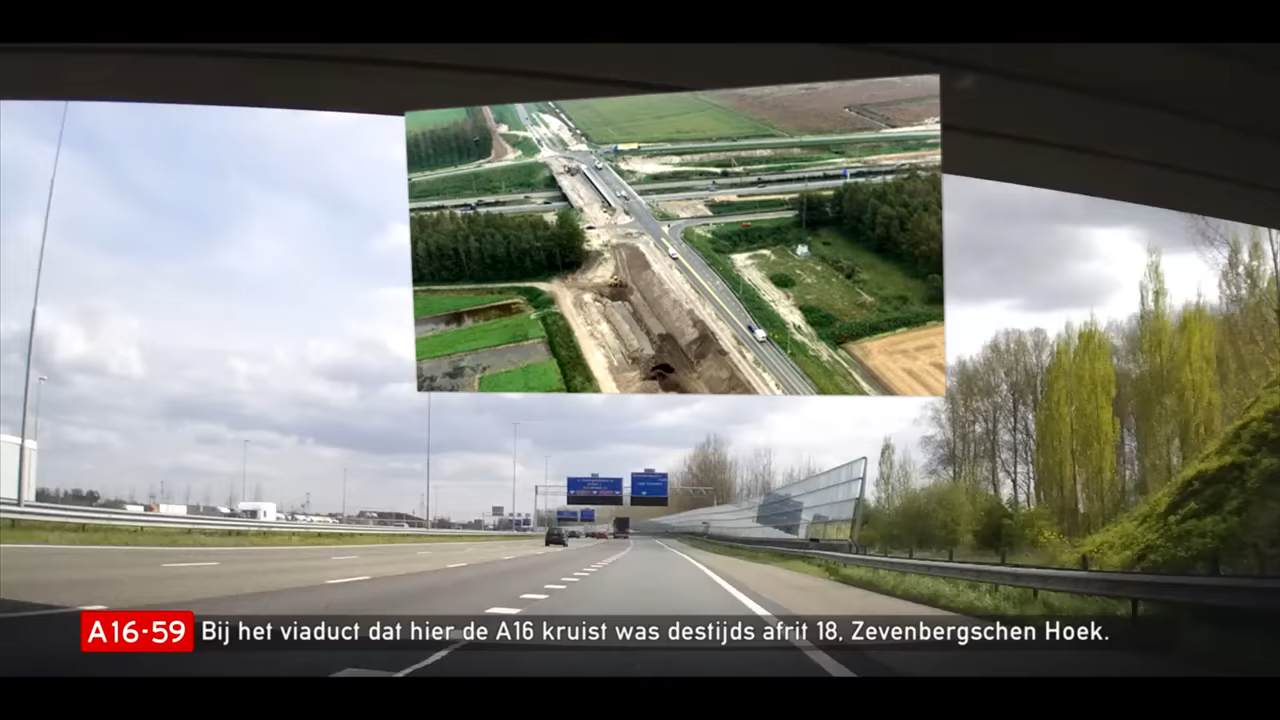 A16-59 Bij het viaduct dat hier de A16 kruist was destijds afrit 18, Zevenbergschen Hoek.